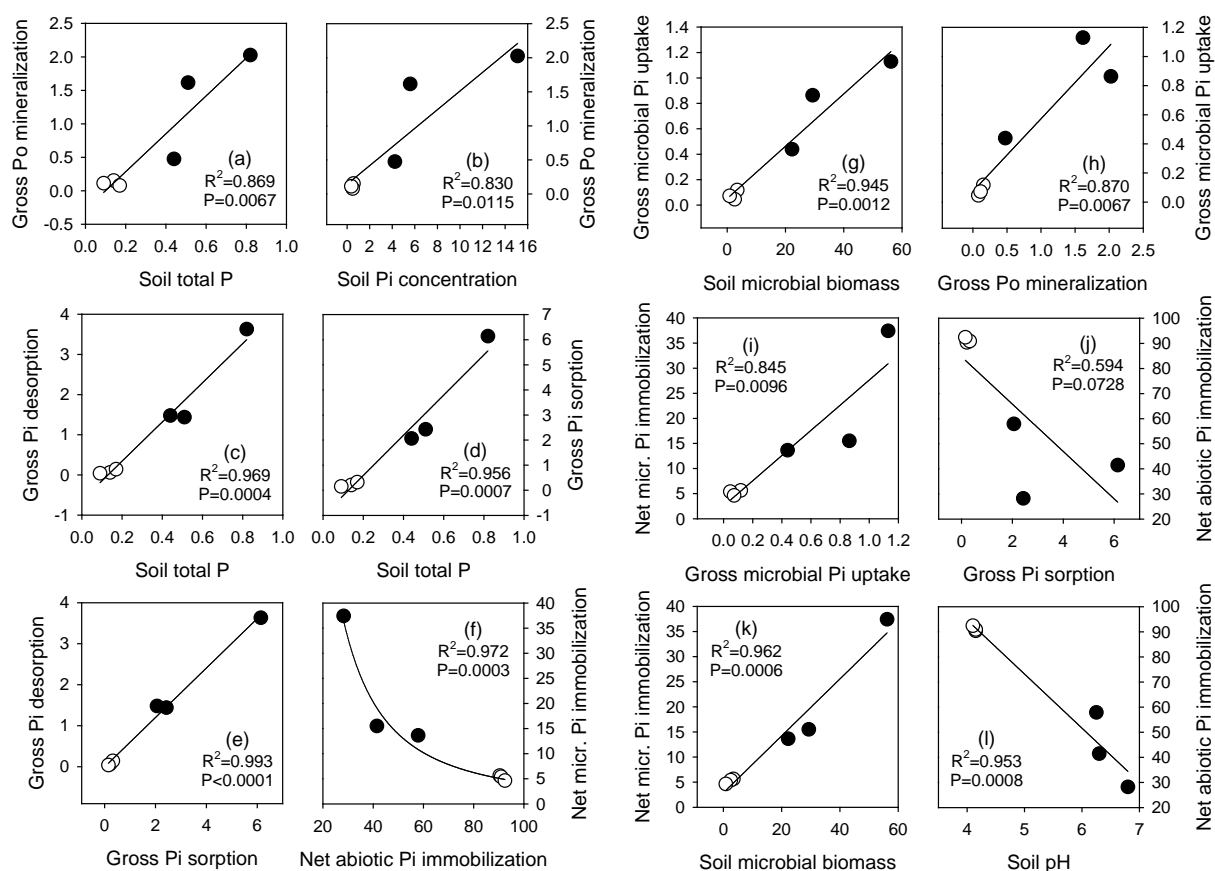 Gross Po mineralization
2.5
2.0
1.5
1.0
0.5
0.0
-0.5
(a)
R²=0.869
P=0.0067
0.0 0.2 0.4 0.6 0.8 1.0
Soil total P
(b)
R²=0.830
P=0.0115
0 2 4 6 8 10 12 14 16
Soil Pi concentration
2.5
2.0
1.5
1.0
0.5
0.0
Gross Po mineralization
Gross microbial Pi uptake
1.4
1.2
1.0
0.8
0.6
0.4
0.2
0.0
(g)
R²=0.945
P=0.0012
0 20 40 60
Soil microbial biomass
(h)
R²=0.870
P=0.0067
0.0 0.5 1.0 1.5 2.0 2.5
Gross Po mineralization
1.2
1.0
0.8
0.6
0.4
0.2
0.0
Gross microbial Pi uptake
Gross Pi desorption
4
3
2
1
0
-1
(c)
R²=0.969
P=0.0004
0.0 0.2 0.4 0.6 0.8 1.0
Soil total P
(d)
R²=0.956
P=0.0007
0.0 0.2 0.4 0.6 0.8 1.0
Soil total P
7
6
5
4
3
2
1
0
-1
Gross Pi sorption
Net micr. Pi immobilization
40
35
30
25
20
15
10
5
0
(i)
R²=0.845
P=0.0096
0.0 0.2 0.4 0.6 0.8 1.0 1.2
Gross microbial Pi uptake
(j)
R²=0.594
P=0.0728
0 2 4 6
Gross Pi sorption
100
90
80
70
60
50
40
30
20
Net abiotic Pi immobilization
Gross Pi desorption
4
3
2
1
0
(e)
R²=0.993
P<0.0001
0 2 4 6
Gross Pi sorption
(f)
R²=0.972
P=0.0003
20 40 60 80 100
Net abiotic Pi immobilization
40
35
30
25
20
15
10
5
0
Net micr. Pi immobilization
Net micr. Pi immobilization
40
35
30
25
20
15
10
5
0
(k)
R²=0.962
P=0.0006
0 20 40 60
Soil microbial biomass
(l)
R²=0.953
P=0.0008
4 5 6 7
Soil pH
100
90
80
70
60
50
40
30
20
Net abiotic Pi immobilization